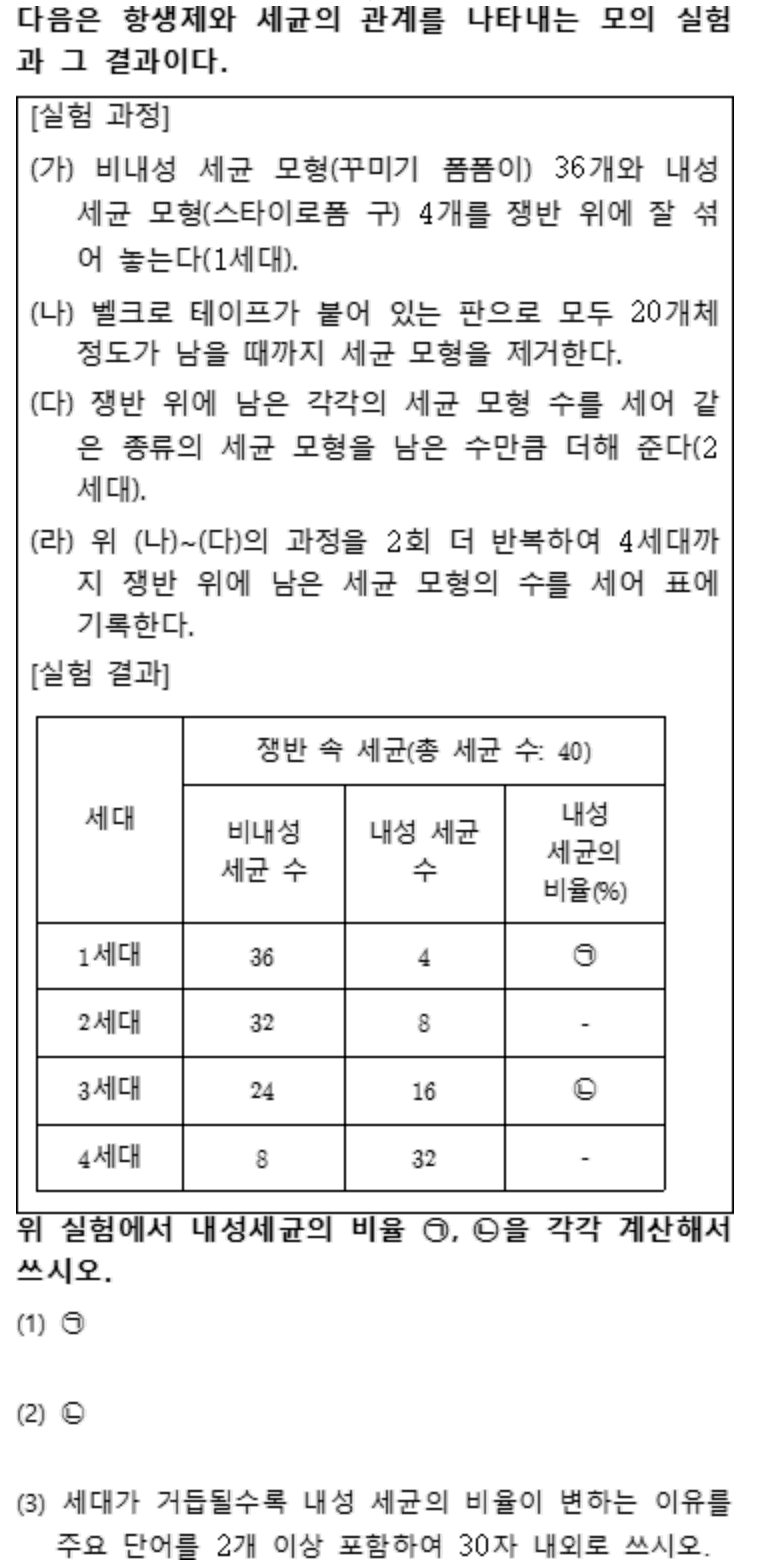 다음은 항생제와 세균의 관계를 나타내는 모의 실험
과 그 결과이다.
[실험 과정]
(가) 비내성 세균 모형(꾸미기 폼폼이) 36개와 내성
세균 모형(스타이로폼 구) 4개를 쟁반 위에 잘 섞
어 놓는다(1세대).
(나) 벨크로 테이프가 붙어 있는 판으로 모두 20개체
정도가 남을 때까지 세균 모형을 제거한다.
(다) 쟁반 위에 남은 각각의 세균 모형 수를 세어 같
은 종류의 세균 모형을 남은 수만큼 더해 준다(2
세대).
(라) 위 (나)~(다)의 과정을 2회 더 반복하여 4세대까
지 쟁반 위에 남은 세균 모형의 수를 세어 표에
기록한다.
[실험 결과]
세대
쟁반 속 세균(총 세균 수: 40)
비내성
세균 수
내성 세균
수
내성
세균의
비율(%)
1세대 36 4 ㉠
2세대 32 8 -
3세대 24 16 ㉡
4세대 8 32 -
위 실험에서 내성세균의 비율 ㉠, ㉡을 각각 계산해서
쓰시오.
(1) ㉠
(2) ㉡
(3) 세대가 거듭될수록 내성 세균의 비율이 변하는 이유를
주요 단어를 2개 이상 포함하여 30자 내외로 쓰시오.